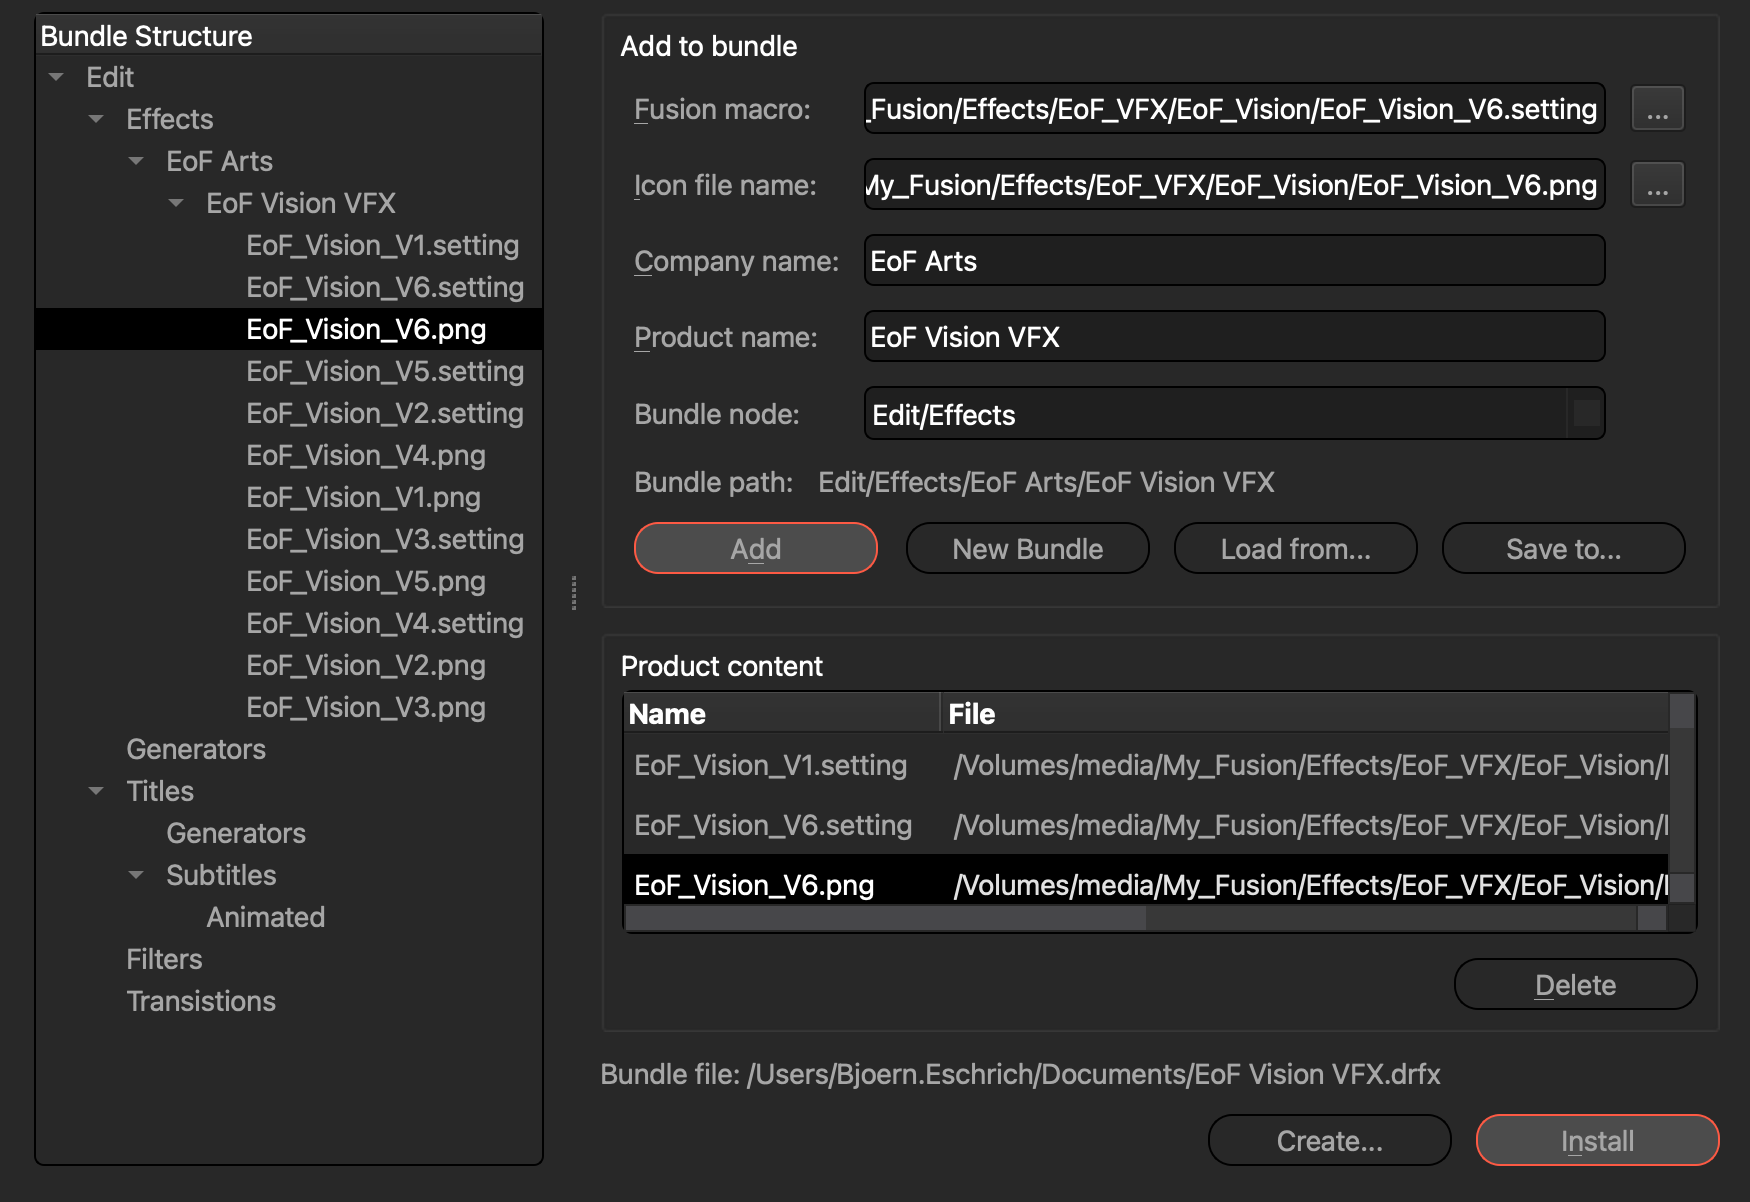 Bundle Structure
Edit
Effects
EoF Arts
EoF Vision VFX
EoF_Vision_V1.setting
EoF_Vision_V6.setting
EoF_Vision_V6.png
EoF_Vision_V5.setting
EoF_Vision_V2.setting
EoF_Vision_V4.png
EoF_Vision_V1.png
EoF_Vision_V3.setting
EoF_Vision_V5.png
EoF_Vision_V4.setting
EoF_Vision_V2.png
EoF_Vision_V3.png
Generators
Titles
Generators
Subtitles
Animated
Filters
Transistions
Add to bundle
Fusion macro: _Fusion/Effects/EoF_VFX/EoF_Vision/EoF_Vision_V6.setting ...
Icon file name: My_Fusion/Effects/EoF_VFX/EoF_Vision/EoF_Vision_V6.png ...
Company name: EoF Arts
Product name: EoF Vision VFX
Bundle node: Edit/Effects
Bundle path: Edit/Effects/EoF Arts/EoF Vision VFX
Add New Bundle Load from... Save to...
Product content
Name File
EoF_Vision_V1.setting /Volumes/media/My_Fusion/Effects/EoF_VFX/EoF_Vision/
EoF_Vision_V6.setting /Volumes/media/My_Fusion/Effects/EoF_VFX/EoF_Vision/
EoF_Vision_V6.png /Volumes/media/My_Fusion/Effects/EoF_VFX/EoF_Vision/
Delete
Bundle file: /Users/Bjoern.Eschrich/Documents/EoF Vision VFX.drfx
Create... Install